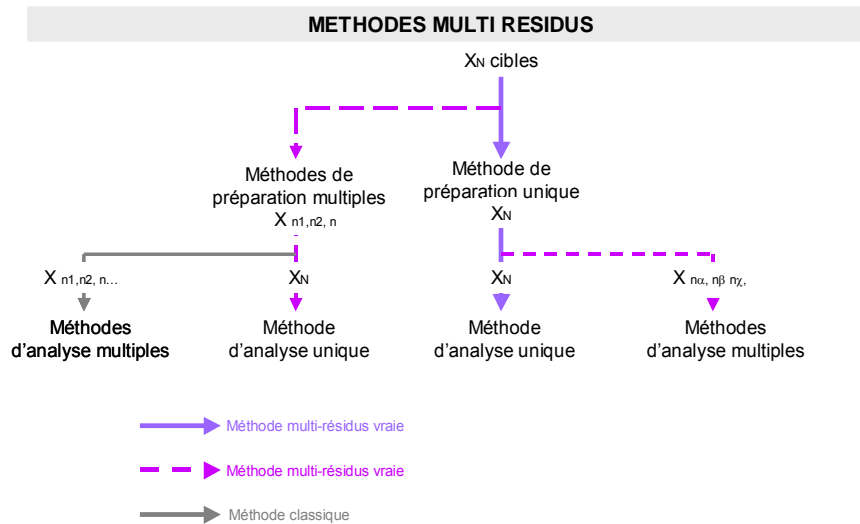 METHODES MULTI RESIDUS
XN cibles
Méthodes de
préparation multiples
X n1,n2, n
Méthode de
préparation unique
XN
X n1,n2, n...
XN
XN
X nα, nβ nχ,
Méthodes
d'analyse multiples
Méthode
d'analyse unique
Méthode
d'analyse unique
Méthodes
d'analyse multiples
Méthode multi-résidus vraie
Méthode multi-résidus vraie
Méthode classique